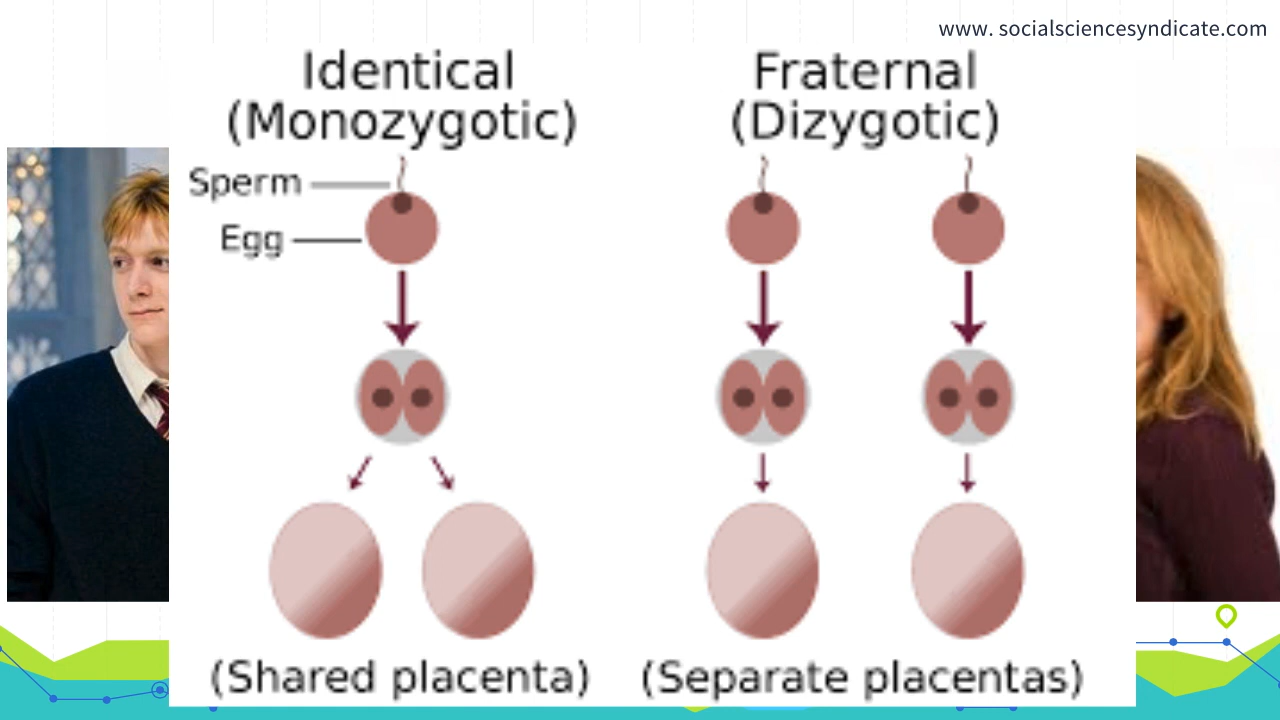 www. socialsciencesyndicate.com
Identical
(Monozygotic)
Sperm
Egg
(Shared placenta)
Fraternal
(Dizygotic)
(Separate placentas)